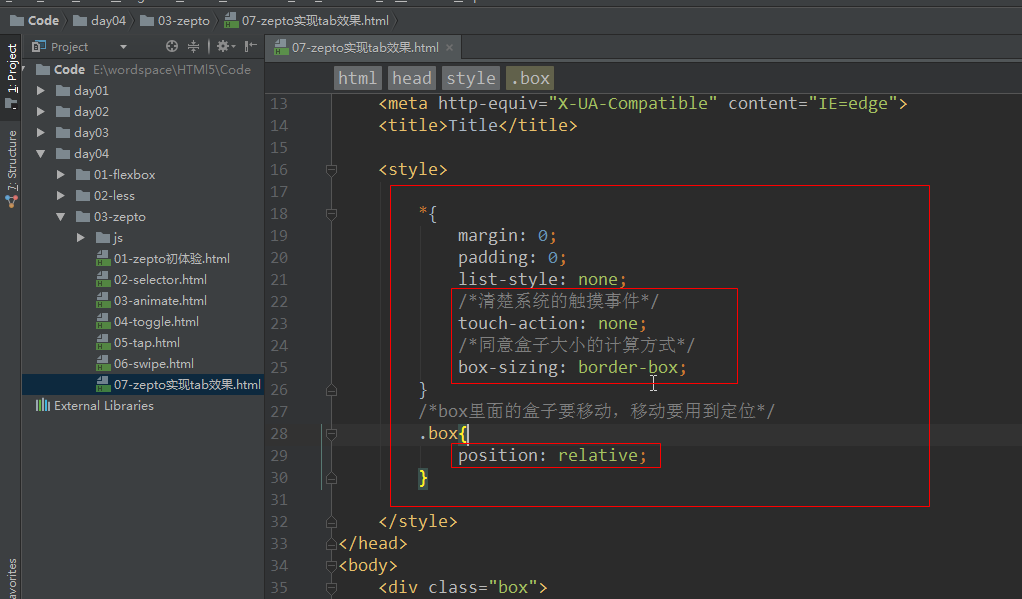 Code day04 03-zepto 07-zepto实现tab效果.html
1: Project
7: Structure
avorites
Project
Code E:\wordspace\HTMl5\Code
day01
day02
day03
day04
01-flexbox
02-less
03-zepto
js
01-zepto初体验.html
02-selector.html
03-animate.html
04-toggle.html
05-tap.html
06-swipe.html
07-zepto实现tab效果.html
External Libraries
07-zepto实现tab效果.html
html head style .box
13 <meta http-equiv="X-UA-Compatible" content="IE=edge">
14 <title>Title</title>
15
16 <style>
17
18 *{
19 margin: 0;
20 padding: 0;
21 list-style: none;
22 /*清楚系统的触摸事件*/
23 touch-action: none;
24 /*同意盒子大小的计算方式*/
25 box-sizing: border-box;
26 }
27 /*box里面的盒子要移动，移动要用到定位*/
28 .box{
29 position: relative;
30 }
31
32 </style>
33 </head>
34 <body>
35 <div class="box">